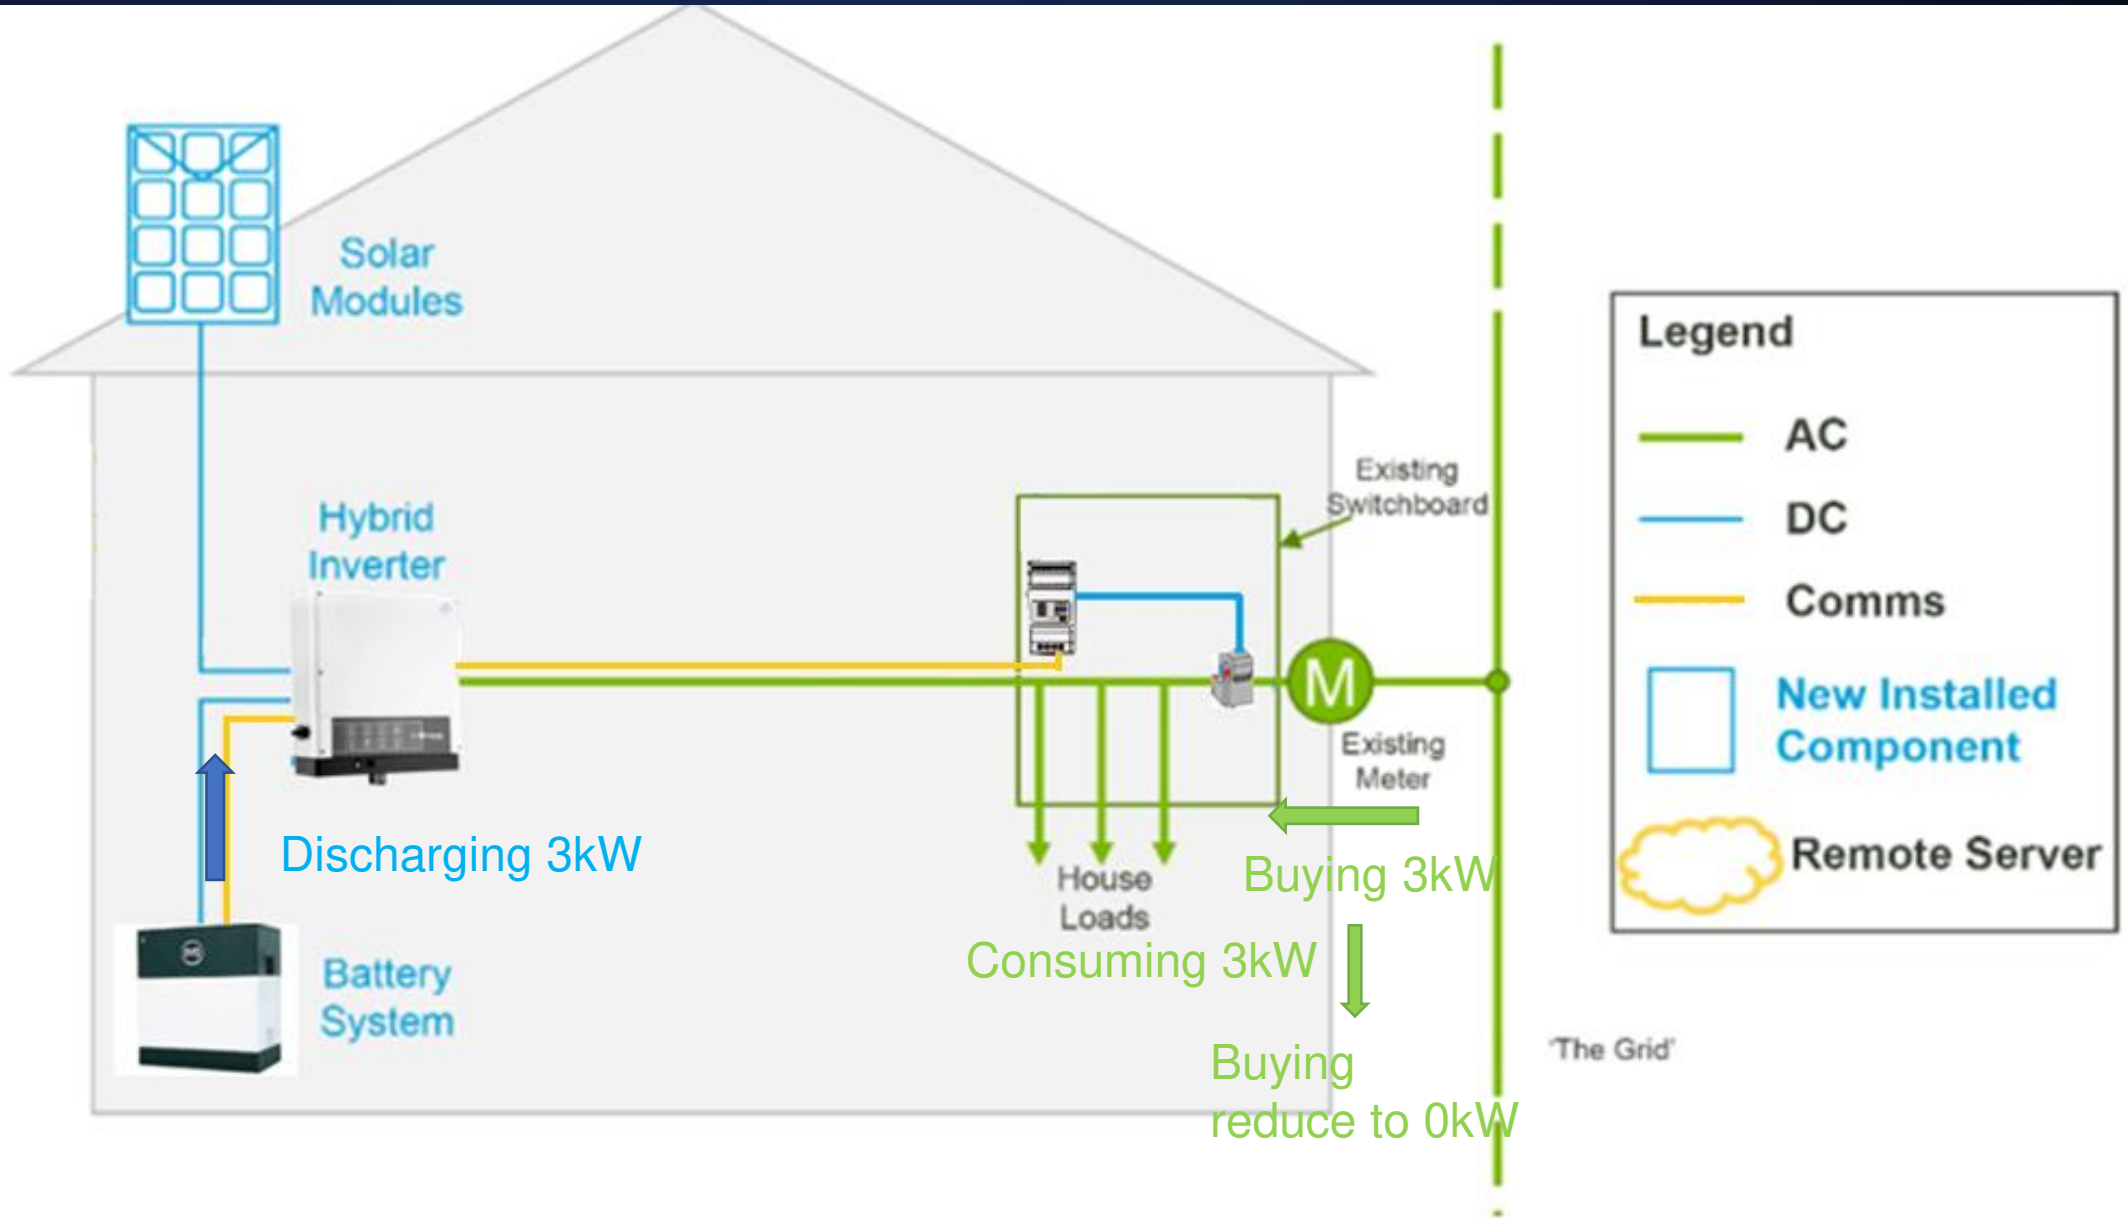 Solar
Modules
Hybrid
Inverter
Existing
Switchboard
M
Existing
Meter
Discharging 3kW
Battery
System
House
Loads
Consuming 3kW
Buying 3kW
Buying
reduce to 0kW
'The Grid'
Legend
AC
DC
Comms
New Installed
Component
Remote Server